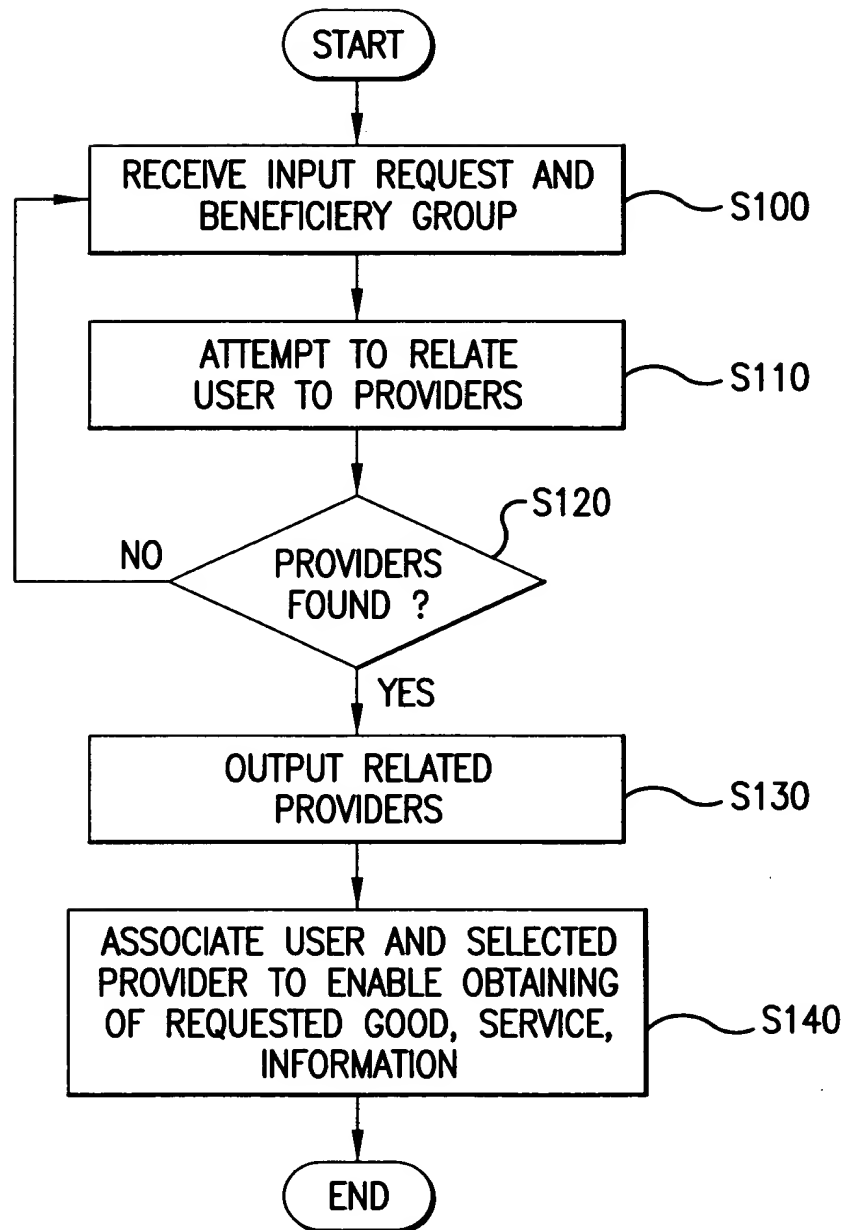 START
RECEIVE INPUT REQUEST AND
BENEFICIERY GROUP
S100
ATTEMPT TO RELATE
USER TO PROVIDERS
S110
S120
NO
PROVIDERS
FOUND ?
YES
OUTPUT RELATED
PROVIDERS
S130
ASSOCIATE USER AND SELECTED
PROVIDER TO ENABLE OBTAINING
OF REQUESTED GOOD, SERVICE,
INFORMATION
S140
END